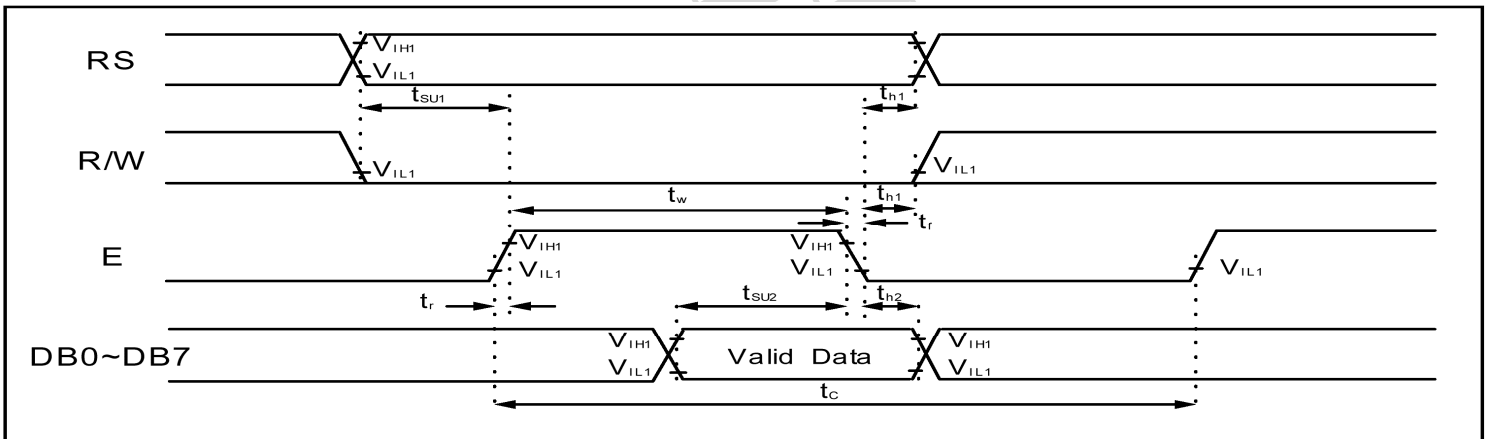 RS
VIH1
VIL1
tSU1
th1
R/W
VIL1
VIL1
tw
th1
tr
E
VIH1
VIL1
VIH1
VIL1
VIL1
tr
tSU2
th2
DB0~DB7
VIH1
VIL1
Valid Data
VIH1
VIL1
tC